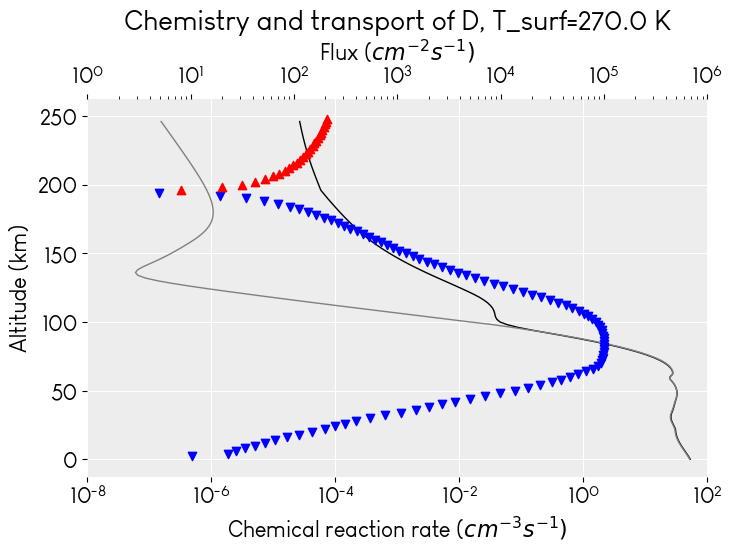 Chemistry and transport of D, T_surf=270.0 K
Flux (cm⁻²s⁻¹)
10⁰ 10¹ 10² 10³ 10⁴ 10⁵ 10⁶
250
200
150
100
50
0
Altitude (km)
10⁻⁸ 10⁻⁶ 10⁻⁴ 10⁻² 10⁰ 10²
Chemical reaction rate (cm⁻³s⁻¹)